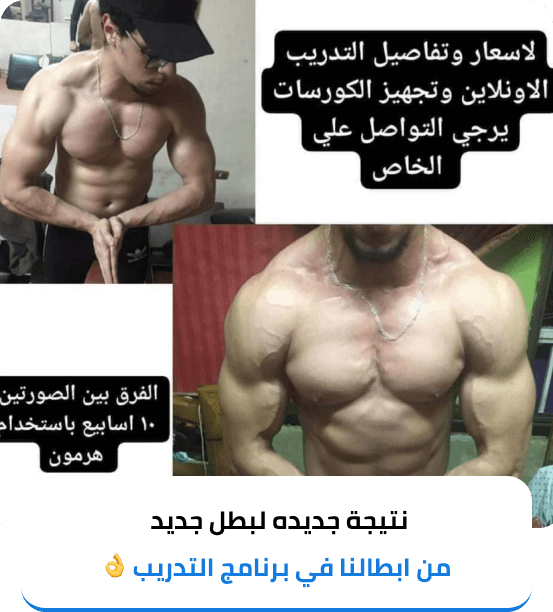 لاسعار وتفاصيل التدريب
الاونلاين وتجهيز الكورسات
يرجي التواصل علي
الخاص
الفرق بين الصورتين
١٠ اسابيع باستخدام
هرمون
نتيجة جديده لبطل جديد
من ابطالنا في برنامج التدريب 👌